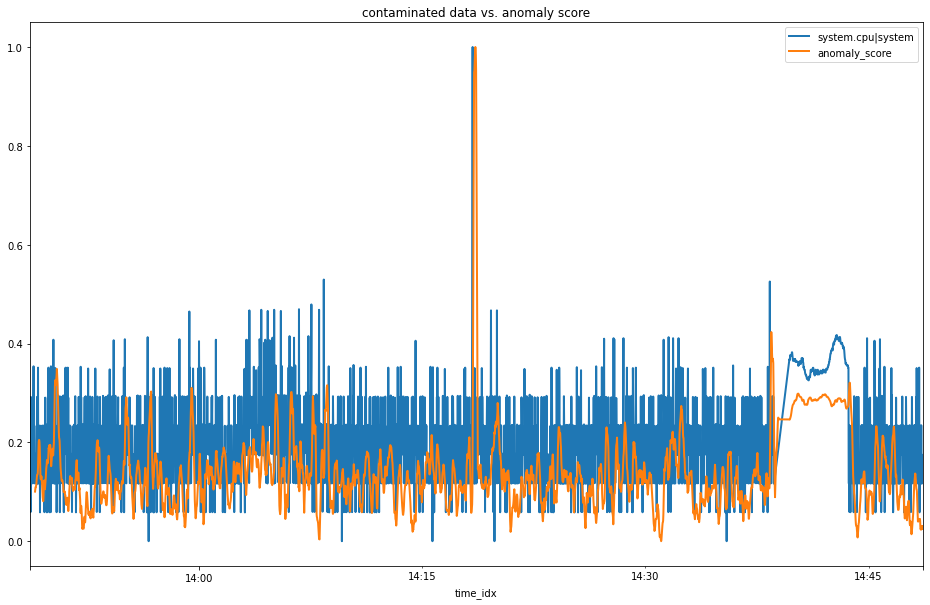 contaminated data vs. anomaly score
system.cpu|system
anomaly_score
1.0
0.8
0.6
0.4
0.2
0.0
14:00
14:15
14:30
14:45
time_idx